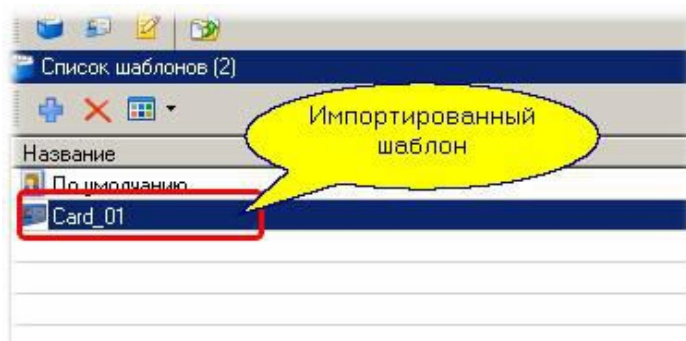 Список шаблонов (2)
Импортированный
шаблон
Название
По умолчанию
Card_01